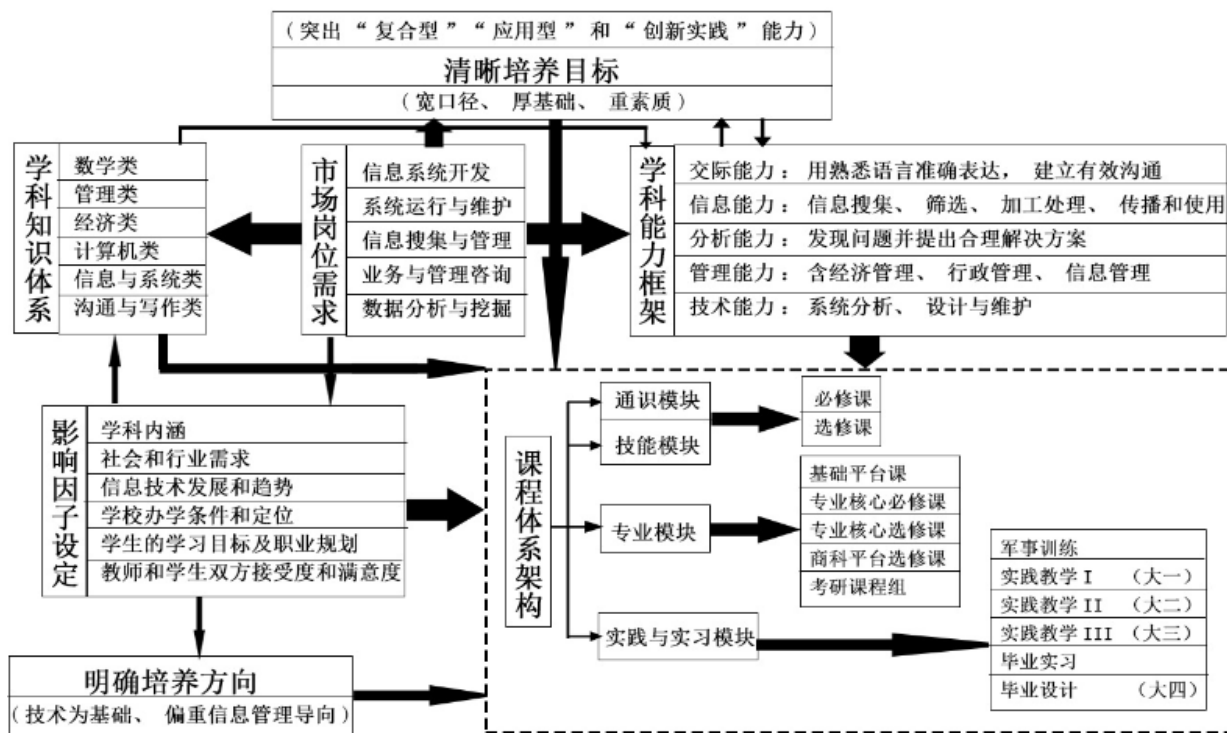 （突出“复合型”“应用型”和“创新实践”能力）
清晰培养目标
（宽口径、厚基础、重素质）
学科知识体系
数学类
管理类
经济类
计算机类
信息与系统类
沟通与写作类
市场岗位需求
信息系统开发
系统运行与维护
信息搜集与管理
业务与管理咨询
数据分析与挖掘
学科能力框架
交际能力：用熟悉语言准确表达，建立有效沟通
信息能力：信息搜集、筛选、加工处理、传播和使用
分析能力：发现问题并提出合理解决方案
管理能力：含经济管理、行政管理、信息管理
技术能力：系统分析、设计与维护
影响因子设定
学科内涵
社会和行业需求
信息技术发展和趋势
学校办学条件和定位
学生的学习目标及职业规划
教师和学生双方接受度和满意度
明确培养方向
（技术为基础、偏重信息管理导向）
课程体系架构
通识模块
技能模块
必修课
选修课
专业模块
基础平台课
专业核心必修课
专业核心选修课
商科平台选修课
考研课程组
实践与实习模块
军事训练
实践教学 I （大一）
实践教学 II （大二）
实践教学 III （大三）
毕业实习
毕业设计 （大四）